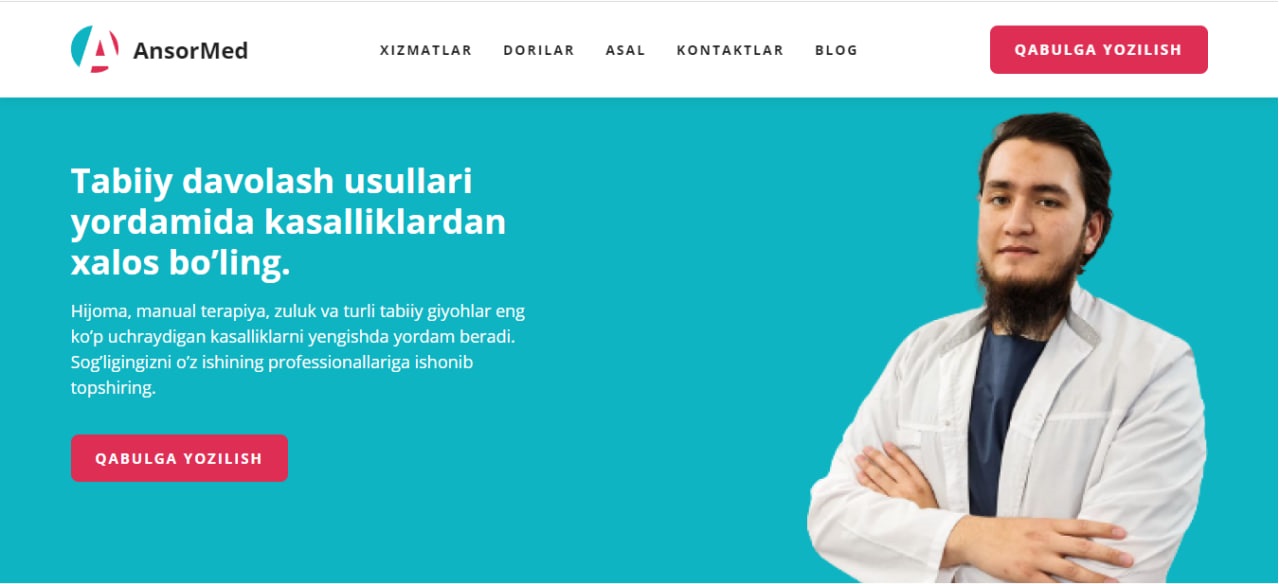 AnsorMed
XIZMATLAR DORILAR ASAL KONTAKTLAR BLOG
QABULGA YOZILISH
Tabiiy davolash usullari
yordamida kasalliklardan
xalos bo’ling.
Hijoma, manual terapiya, zuluk va turli tabiiy giyohlar eng
ko’p uchraydigan kasalliklarni yengishda yordam beradi.
Sog’ligingizni o’z ishining professionallariga ishonib
topshiring.
QABULGA YOZILISH